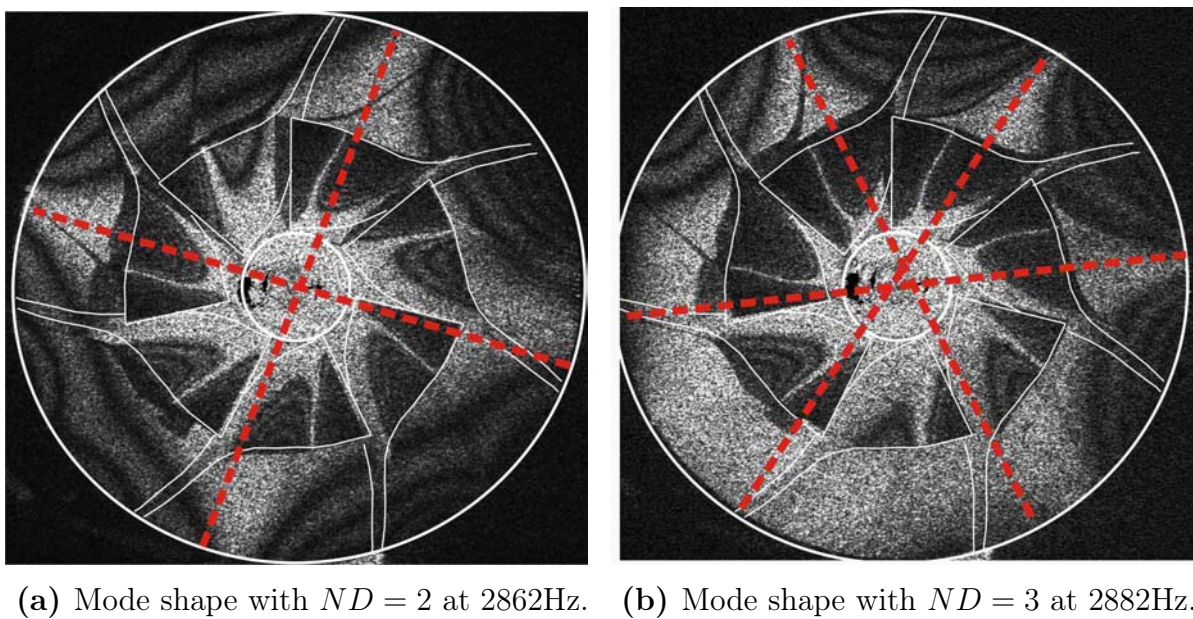 (a) Mode shape with ND = 2 at 2862Hz.
(b) Mode shape with ND = 3 at 2882Hz.